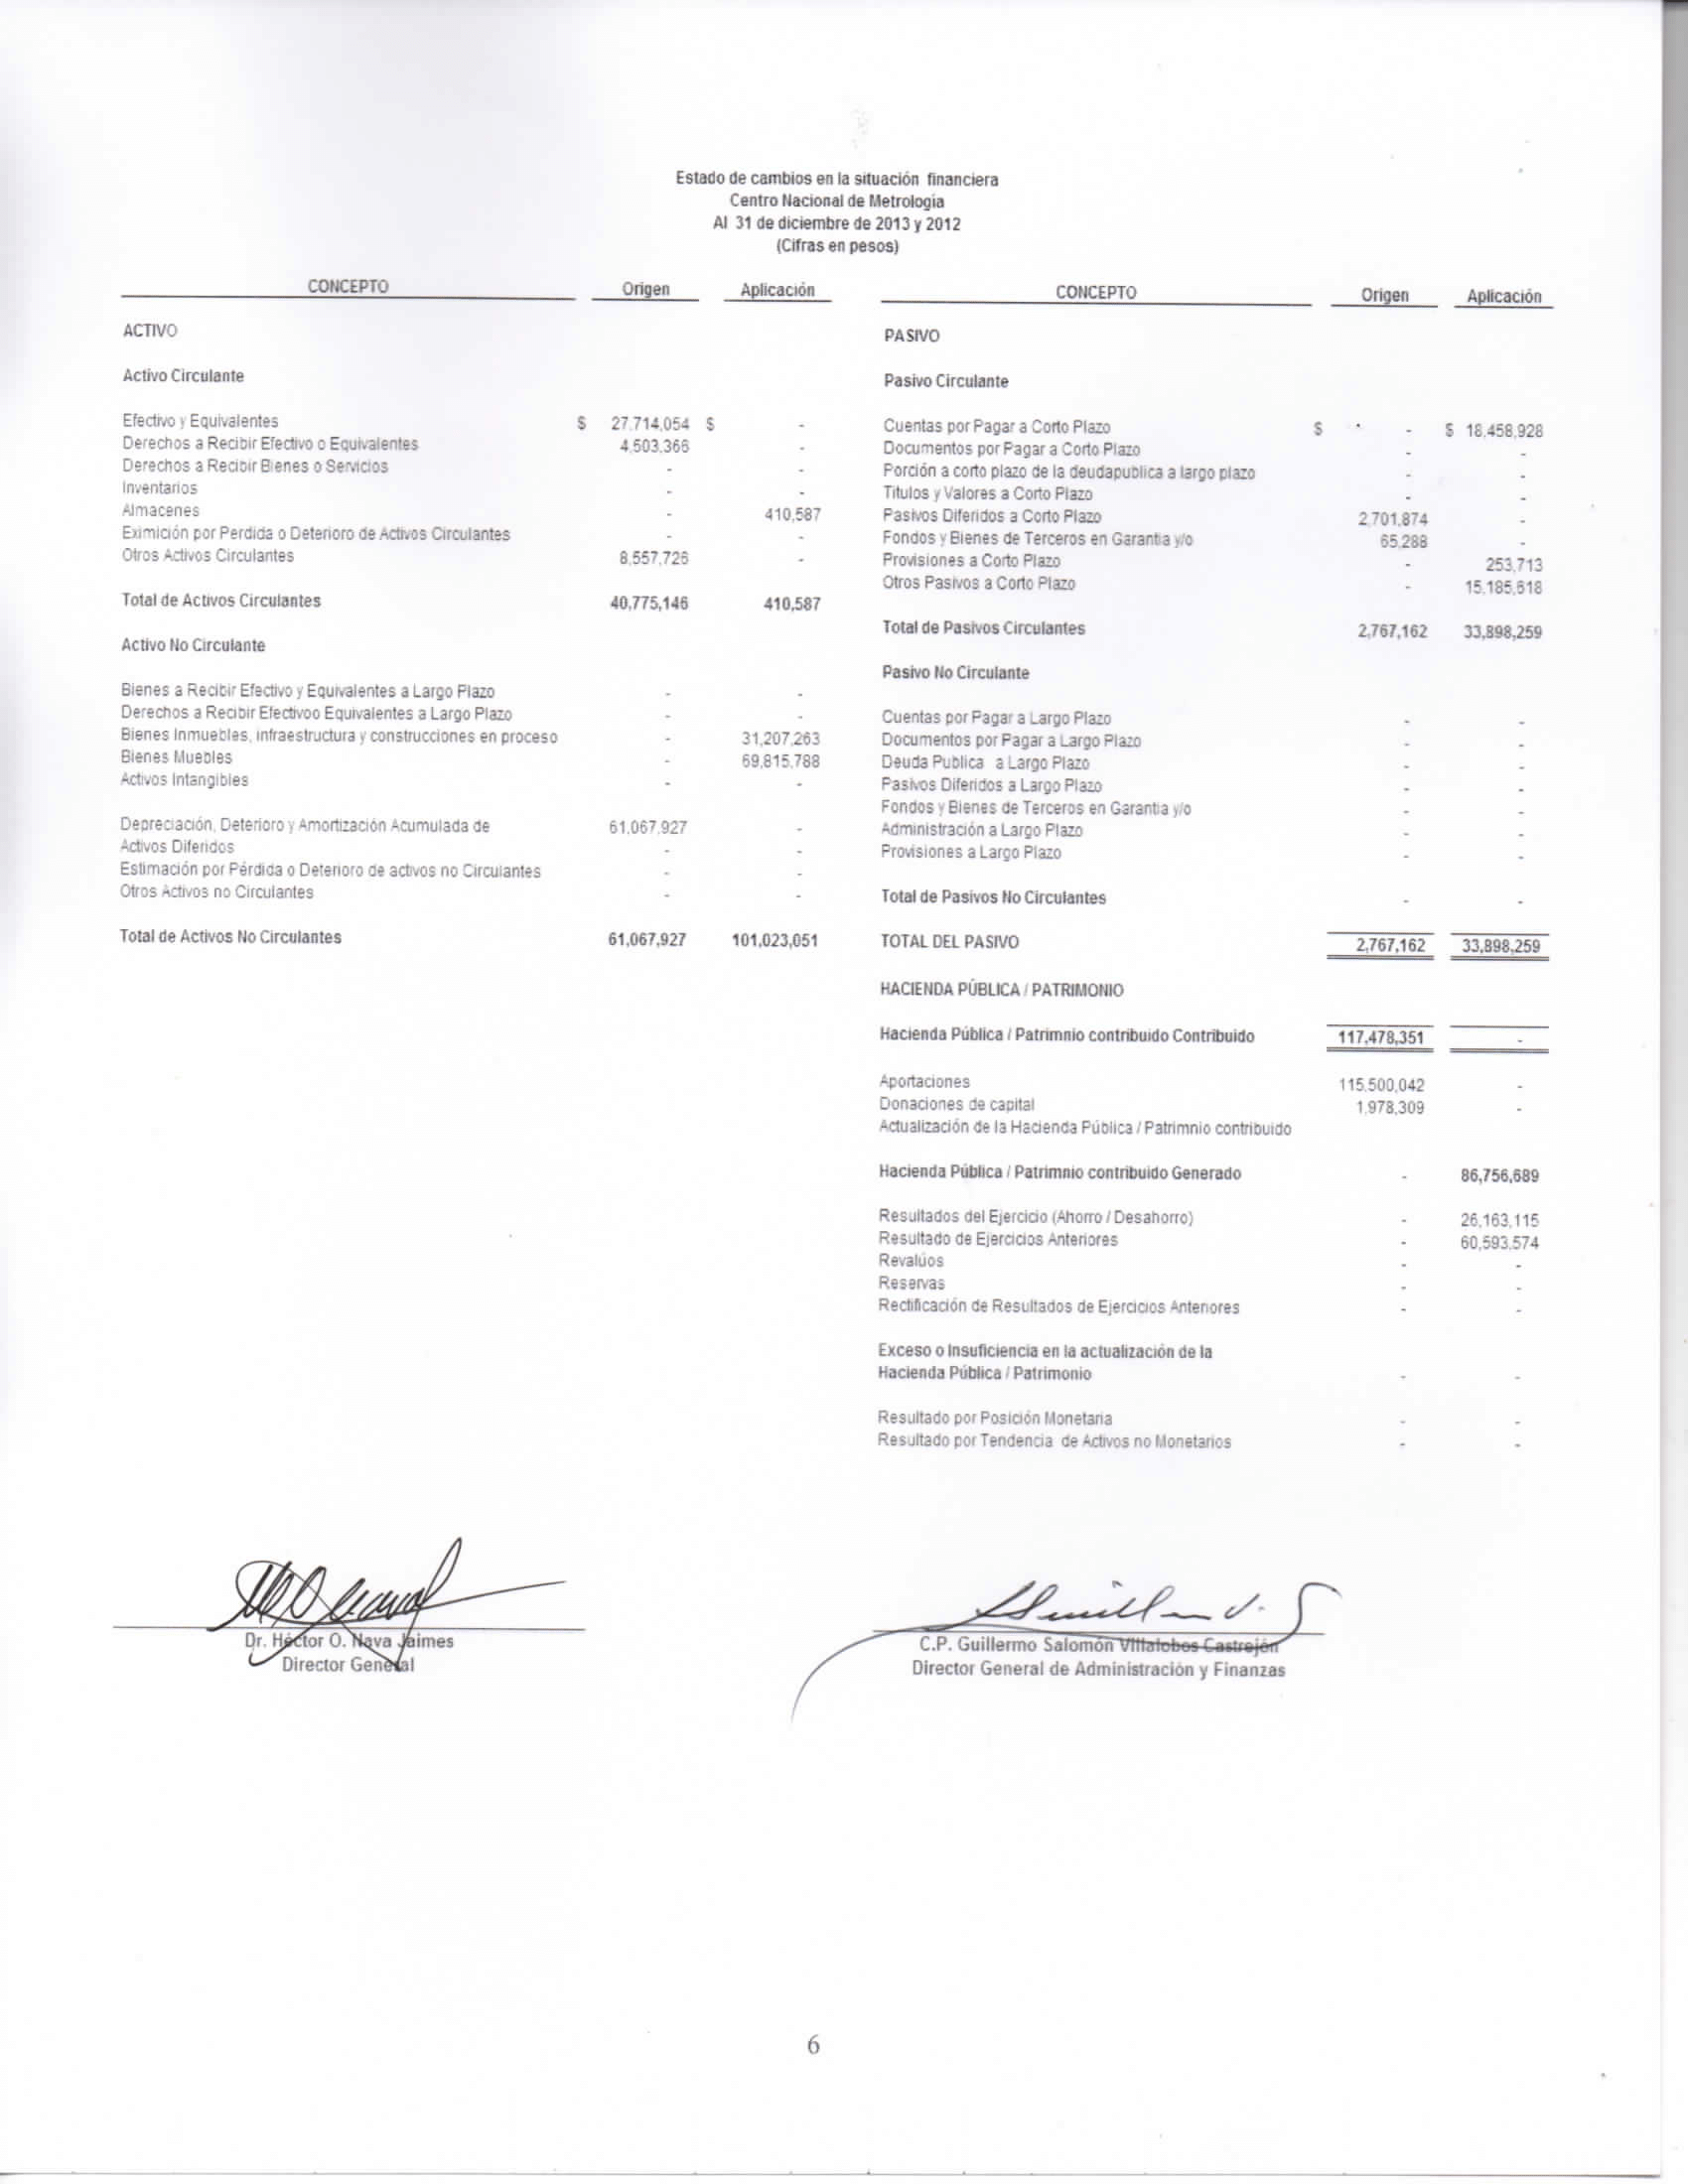 Estado de cambios en la situación financiera
Centro Nacional de Metrología
Al 31 de diciembre de 2013 y 2012
(Cifras en pesos)
CONCEPTO Origen Aplicación
ACTIVO
Activo Circulante
Efectivo y Equivalentes $ 27,714,054 $ -
Derechos a Recibir Efectivo o Equivalentes 4,503,366 -
Derechos a Recibir Bienes o Servicios - -
Inventarios - -
Almacenes - 410,587
Eximición por Perdida o Deterioro de Activos Circulantes - -
Otros Activos Circulantes 8,557,726 -
Total de Activos Circulantes 40,775,146 410,587
Activo No Circulante
Bienes a Recibir Efectivo y Equivalentes a Largo Plazo - -
Derechos a Recibir Efectivoo Equivalentes a Largo Plazo - -
Bienes Inmuebles, infraestructura y construcciones en proceso - 31,207,263
Bienes Muebles - 69,815,788
Activos Intangibles - -
Depreciación, Deterioro y Amortización Acumulada de 61,067,927 -
Activos Diferidos - -
Estimación por Pérdida o Deterioro de activos no Circulantes - -
Otros Activos no Circulantes - -
Total de Activos No Circulantes 61,067,927 101,023,051
CONCEPTO Origen Aplicación
PASIVO
Pasivo Circulante
Cuentas por Pagar a Corto Plazo $ - $ 18,458,928
Documentos por Pagar a Corto Plazo - -
Porción a corto plazo de la deudapublica a largo plazo - -
Titulos y Valores a Corto Plazo - -
Pasivos Diferidos a Corto Plazo 2,701,874 -
Fondos y Bienes de Terceros en Garantia y/o 65,288 -
Provisiones a Corto Plazo - 253,713
Otros Pasivos a Corto Plazo - 15,185,618
Total de Pasivos Circulantes 2,767,162 33,898,259
Pasivo No Circulante
Cuentas por Pagar a Largo Plazo - -
Documentos por Pagar a Largo Plazo - -
Deuda Publica a Largo Plazo - -
Pasivos Diferidos a Largo Plazo - -
Fondos y Bienes de Terceros en Garantia y/o - -
Administración a Largo Plazo - -
Provisiones a Largo Plazo - -
Total de Pasivos No Circulantes - -
TOTAL DEL PASIVO 2,767,162 33,898,259
HACIENDA PÚBLICA / PATRIMONIO
Hacienda Pública / Patrimnio contribuido Contribuido 117,478,351 -
Aportaciones 115,500,042 -
Donaciones de capital 1,978,309 -
Actualización de la Hacienda Pública / Patrimnio contribuido
Hacienda Pública / Patrimnio contribuido Generado - 86,756,689
Resultados del Ejercicio (Ahorro / Desahorro) - 26,163,115
Resultado de Ejercicios Anteriores - 60,593,574
Revalúos - -
Reservas - -
Rectificación de Resultados de Ejercicios Anteriores - -
Exceso o Insuficiencia en la actualización de la
Hacienda Pública / Patrimonio - -
Resultado por Posición Monetaria - -
Resultado por Tendencia de Activos no Monetarios - -
Dr. Héctor O. Nava Jaimes
Director General
C.P. Guillermo Salomón Villalobos Castrejón
Director General de Administración y Finanzas
6